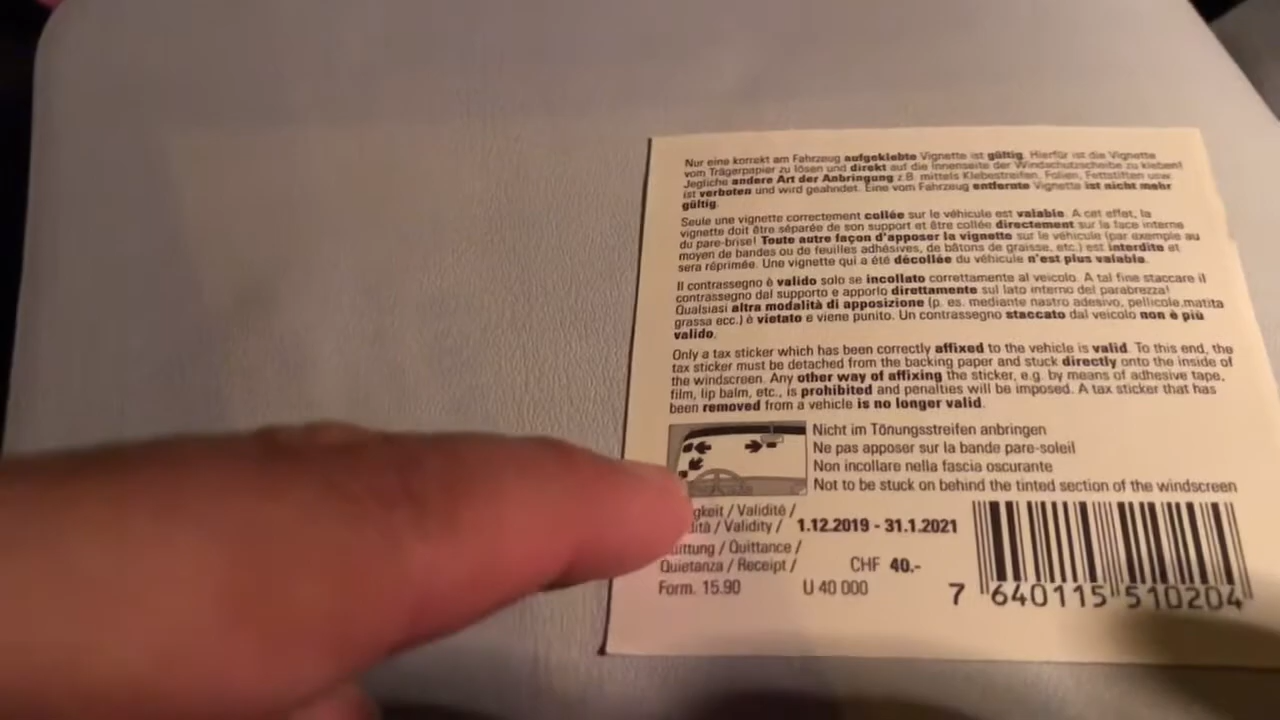 Nur eine korrekt am Fahrzeug aufgeklebte Vignette ist gültig. Hierfür ist die Vignette
vom Trägerpapier zu lösen und direkt auf die Innenseite der Windschutzscheibe zu kleben!
Jegliche andere Art der Anbringung z.B. mittels Klebestreifen, Folien, Fettstiften usw.
ist verboten und wird geahndet. Eine vom Fahrzeug entfernte Vignette ist nicht mehr
gültig.
Seule une vignette correctement collée sur le véhicule est valable. A cet effet, la
vignette doit être séparée de son support et être collée directement sur la face interne
du pare-brise! Toute autre façon d'apposer la vignette sur le véhicule (par exemple au
moyen de bandes ou de feuilles adhésives, de bâtons de graisse, etc.) est interdite et
sera réprimée. Une vignette qui a été décollée du véhicule n'est plus valable.
Il contrassegno è valido solo se incollato correttamente al veicolo. A tal fine staccare il
contrassegno dal supporto e apporlo direttamente sul lato interno del parabrezza!
Qualsiasi altra modalità di apposizione (p. es. mediante nastro adesivo, pellicole, matita
grassa ecc.) è vietato e viene punito. Un contrassegno staccato dal veicolo non è più
valido.
Only a tax sticker which has been correctly affixed to the vehicle is valid. To this end, the
tax sticker must be detached from the backing paper and stuck directly onto the inside of
the windscreen. Any other way of affixing the sticker, e.g. by means of adhesive tape,
film, lip balm, etc., is prohibited and penalties will be imposed. A tax sticker that has
been removed from a vehicle is no longer valid.
Nicht im Tönungsstreifen anbringen
Ne pas apposer sur la bande pare-soleil
Non incollare nella fascia oscurante
Not to be stuck on behind the tinted section of the windscreen
gkeit / Validité /
dità / Validity / 1.12.2019 - 31.1.2021
uittung / Quittance /
Quietanza / Receipt / CHF 40.-
Form. 15.90 U 40 000
7 640115 510204